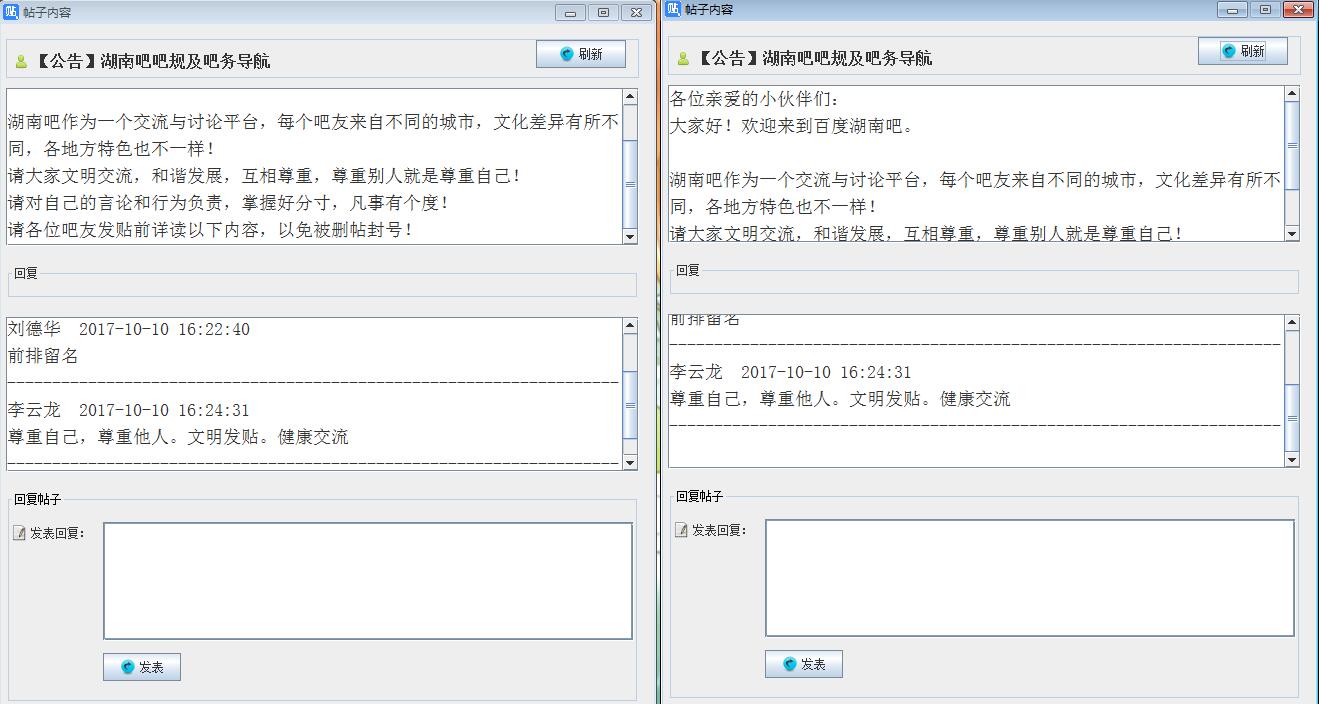 帖子内容
【公告】湖南吧吧规及吧务导航
刷新
湖南吧作为一个交流与讨论平台，每个吧友来自不同的城市，文化差异有所不
同，各地方特色也不一样！
请大家文明交流，和谐发展，互相尊重，尊重别人就是尊重自己！
请对自己的言论和行为负责，掌握好分寸，凡事有个度！
请各位吧友发贴前详读以下内容，以免被删帖封号！
回复
刘德华 2017-10-10 16:22:40
前排留名
--------------------------------------------------------------------
李云龙 2017-10-10 16:24:31
尊重自己，尊重他人。文明发贴。健康交流
--------------------------------------------------------------------
回复帖子
发表回复：
发表
帖子内容
【公告】湖南吧吧规及吧务导航
刷新
各位亲爱的小伙伴们：
大家好！欢迎来到百度湖南吧。
湖南吧作为一个交流与讨论平台，每个吧友来自不同的城市，文化差异有所不
同，各地方特色也不一样！
请大家文明交流，和谐发展，互相尊重，尊重别人就是尊重自己！
回复
前排留名
--------------------------------------------------------------------
李云龙 2017-10-10 16:24:31
尊重自己，尊重他人。文明发贴。健康交流
--------------------------------------------------------------------
回复帖子
发表回复：
发表